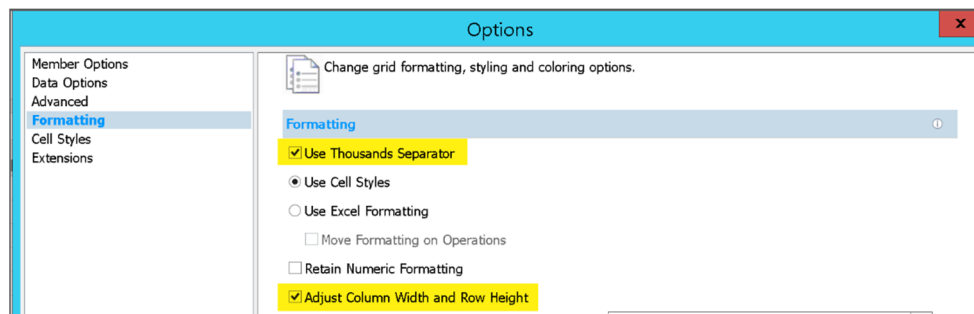 Options
x
Member Options
Data Options
Advanced
Formatting
Cell Styles
Extensions
Change grid formatting, styling and coloring options.
Formatting
Use Thousands Separator
Use Cell Styles
Use Excel Formatting
Move Formatting on Operations
Retain Numeric Formatting
Adjust Column Width and Row Height